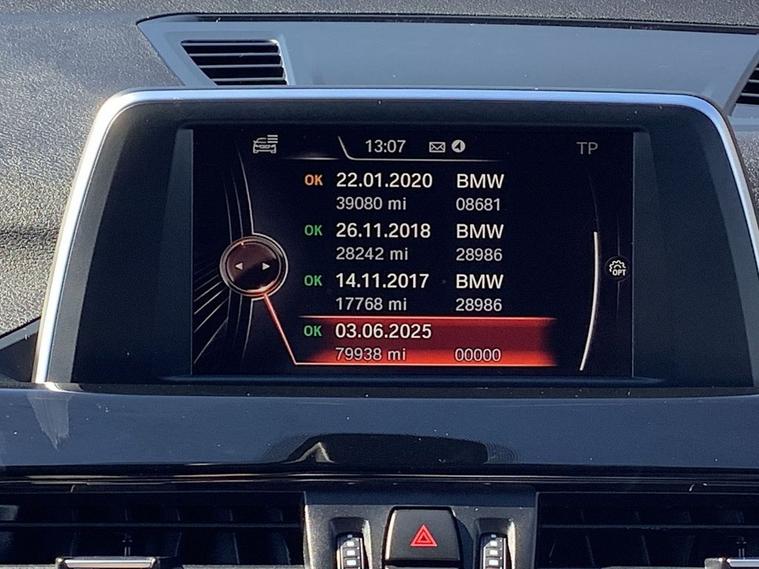 13:07 TP
OK 22.01.2020 BMW
39080 mi 08681
OK 26.11.2018 BMW
28242 mi 28986
OK 14.11.2017 BMW
17768 mi 28986
OK 03.06.2025
79938 mi 00000
OPT